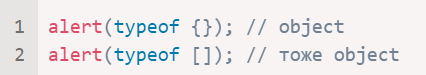 1 alert(typeof {}); // object
2 alert(typeof []); // тоже object